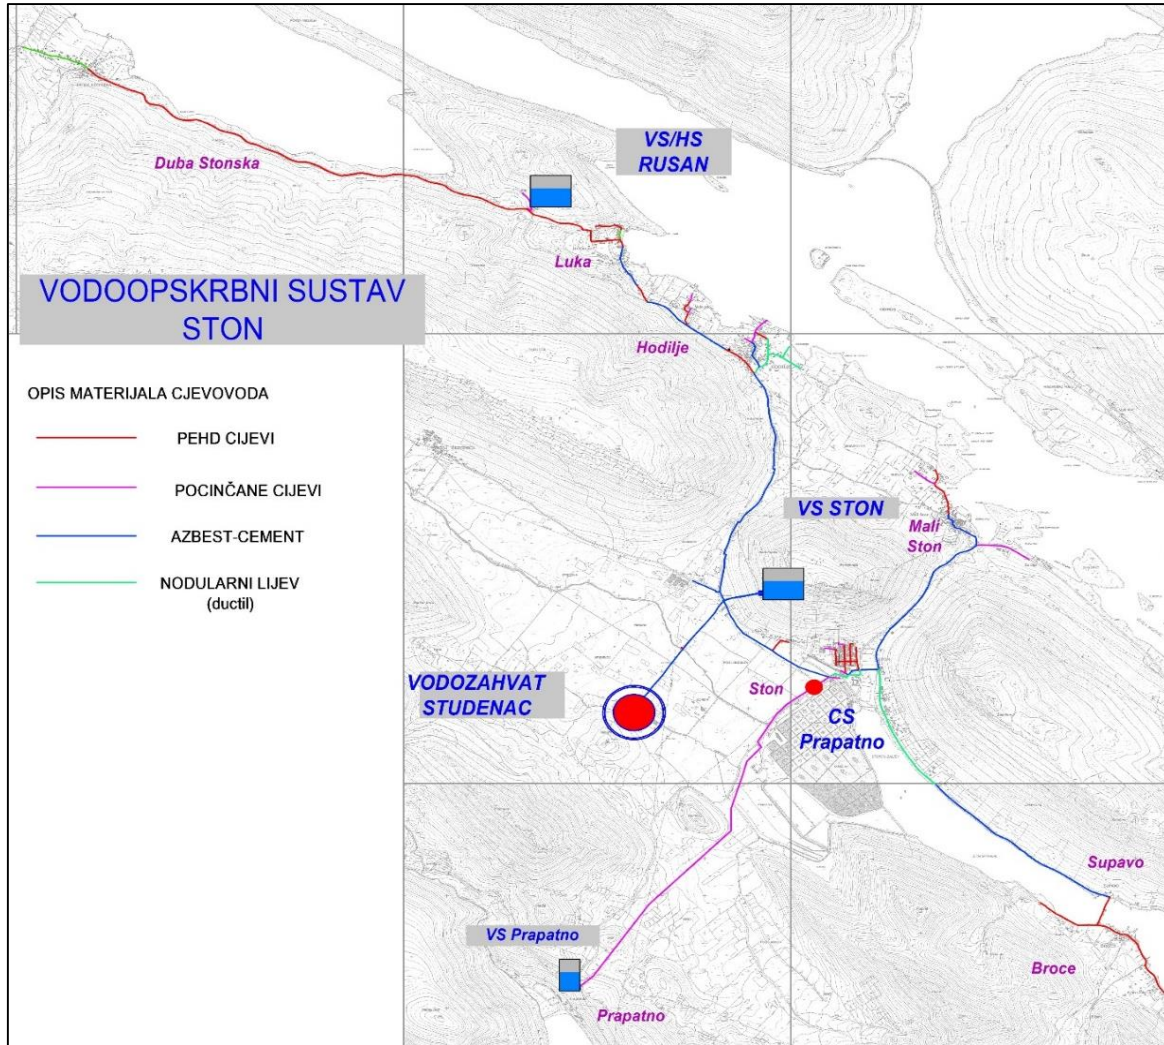 Duba Stonska
VS/HS
RUSAN
Luka
VODOOPSKRBNI SUSTAV
STON
Hodilje
OPIS MATERIJALA CJEVOVODA
PEHD CIJEVI
POCINČANE CIJEVI
AZBEST-CEMENT
NODULARNI LIJEV
(ductil)
VS STON
Mali
Ston
VODOZAHVAT
STUDENAC
Ston
CS
Prapatno
Supavo
VS Prapatno
Broce
Prapatno